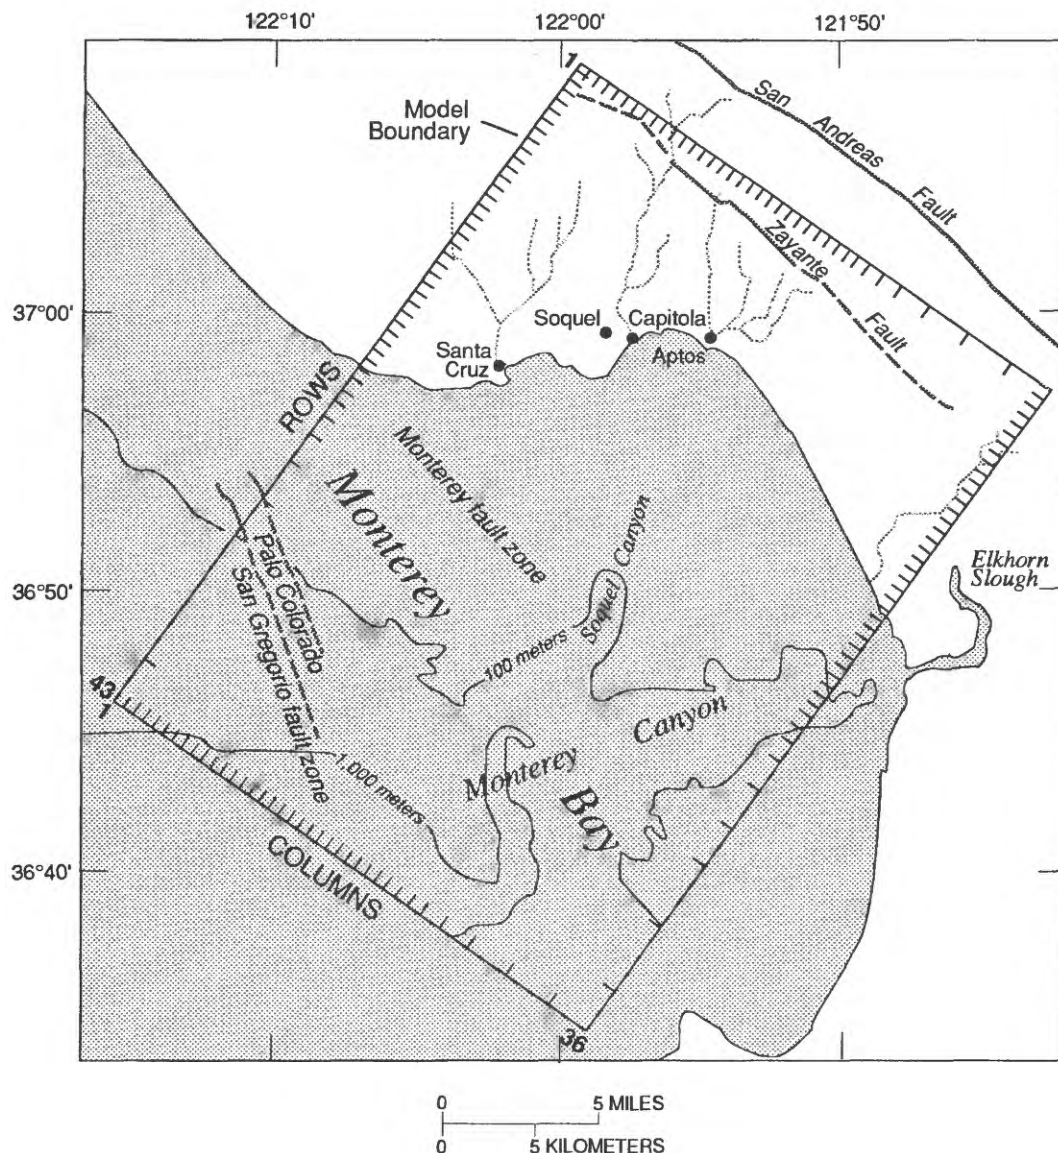 122°10'
122°00'
121°50'
1
1
San Andreas Fault
Model
Boundary
Zayante Fault
37°00'
Soquel
Capitola
Santa
Cruz
Aptos
ROWS
Monterey fault zone
Monterey
Bay
Soquel Canyon
Elkhorn
Slough
36°50'
Palo Colorado
San Gregorio fault zone
100 meters
43
1
Monterey Canyon
1,000 meters
COLUMNS
36°40'
36
0 5 MILES
0 5 KILOMETERS